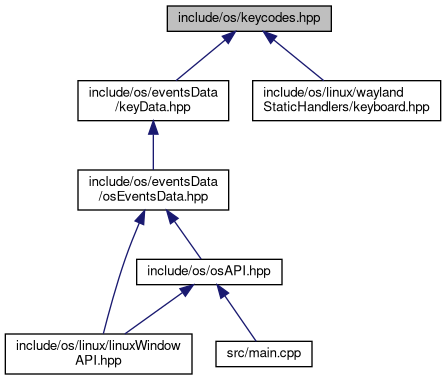 include/os/keycodes.hpp
include/os/eventsData
/keyData.hpp
include/os/linux/wayland
StaticHandlers/keyboard.hpp
include/os/eventsData
/osEventsData.hpp
include/os/osAPI.hpp
include/os/linux/linuxWindow
API.hpp
src/main.cpp